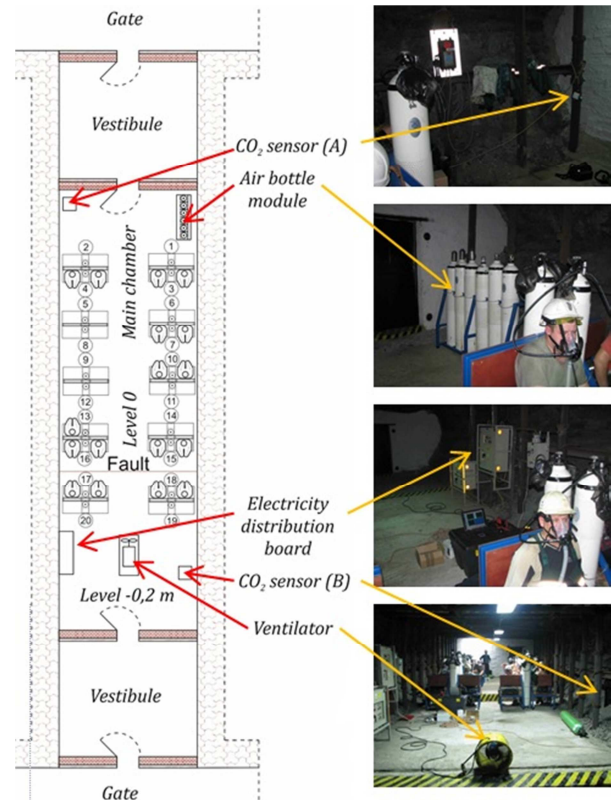 Gate
Vestibule
CO₂ sensor (A)
Air bottle
module
Main chamber
2
1
4
3
5
6
8
7
9
10
12
11
13
14
Level 0
16
15
Fault
17
18
20
19
Electricity
distribution
board
CO₂ sensor (B)
Level -0,2 m
Ventilator
Vestibule
Gate